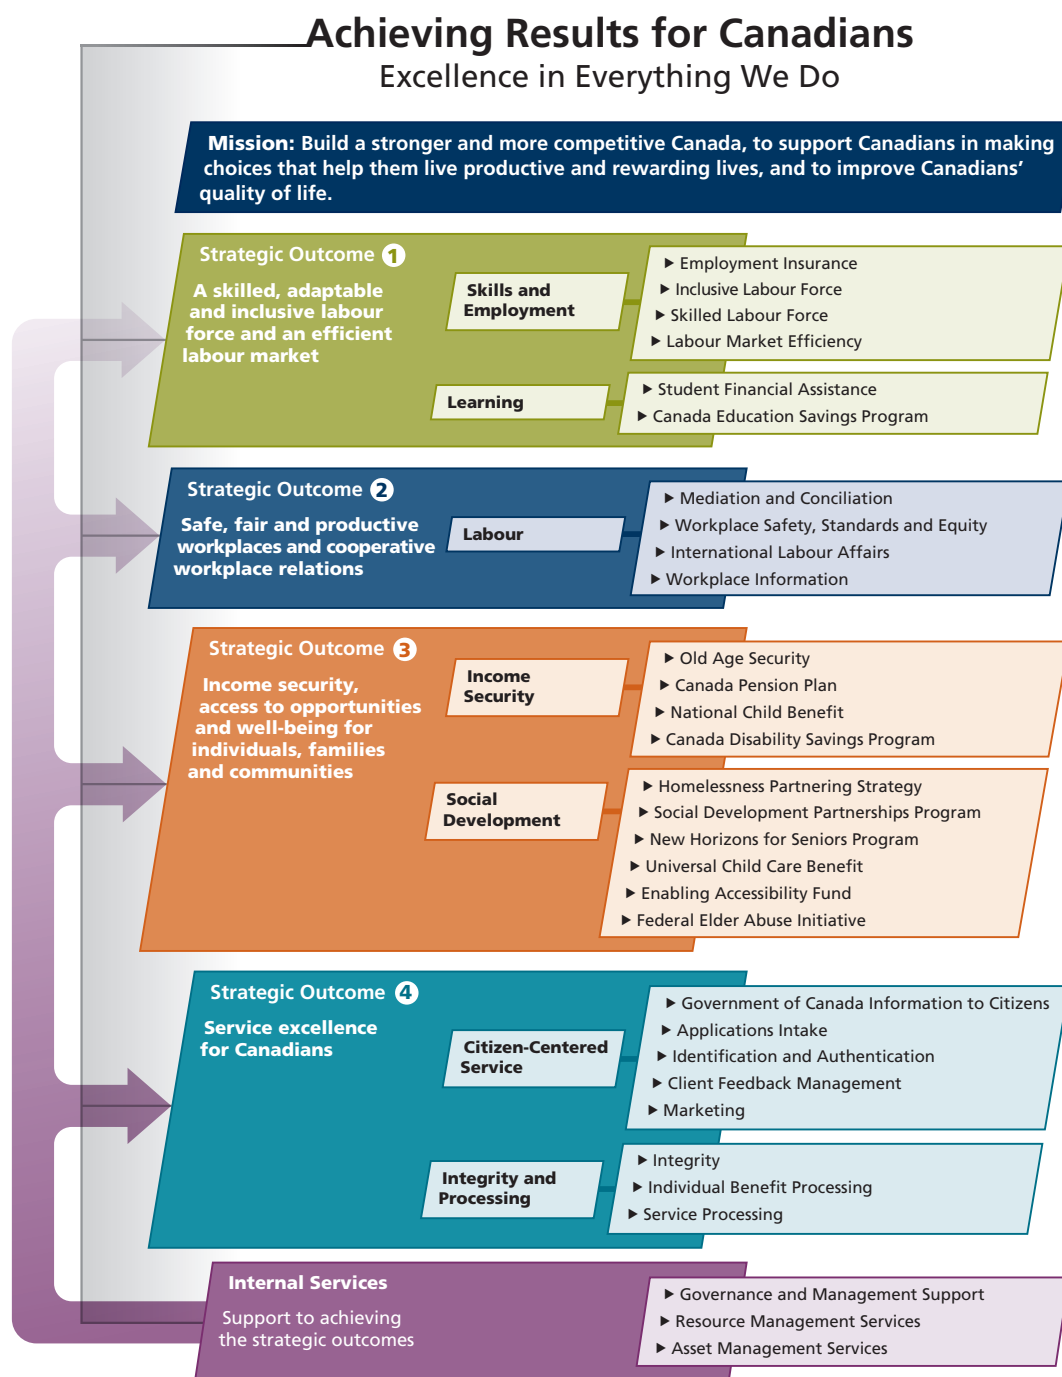 Achieving Results for Canadians
Excellence in Everything We Do
Mission: Build a stronger and more competitive Canada, to support Canadians in making
choices that help them live productive and rewarding lives, and to improve Canadians’
quality of life.
Strategic Outcome 1
A skilled, adaptable
and inclusive labour
force and an efficient
labour market
Skills and
Employment
▶ Employment Insurance
▶ Inclusive Labour Force
▶ Skilled Labour Force
▶ Labour Market Efficiency
Learning
▶ Student Financial Assistance
▶ Canada Education Savings Program
Strategic Outcome 2
Safe, fair and productive
workplaces and cooperative
workplace relations
Labour
▶ Mediation and Conciliation
▶ Workplace Safety, Standards and Equity
▶ International Labour Affairs
▶ Workplace Information
Strategic Outcome 3
Income security,
access to opportunities
and well-being for
individuals, families
and communities
Income
Security
▶ Old Age Security
▶ Canada Pension Plan
▶ National Child Benefit
▶ Canada Disability Savings Program
Social
Development
▶ Homelessness Partnering Strategy
▶ Social Development Partnerships Program
▶ New Horizons for Seniors Program
▶ Universal Child Care Benefit
▶ Enabling Accessibility Fund
▶ Federal Elder Abuse Initiative
Strategic Outcome 4
Service excellence
for Canadians
Citizen-Centered
Service
▶ Government of Canada Information to Citizens
▶ Applications Intake
▶ Identification and Authentication
▶ Client Feedback Management
▶ Marketing
Integrity and
Processing
▶ Integrity
▶ Individual Benefit Processing
▶ Service Processing
Internal Services
Support to achieving
the strategic outcomes
▶ Governance and Management Support
▶ Resource Management Services
▶ Asset Management Services